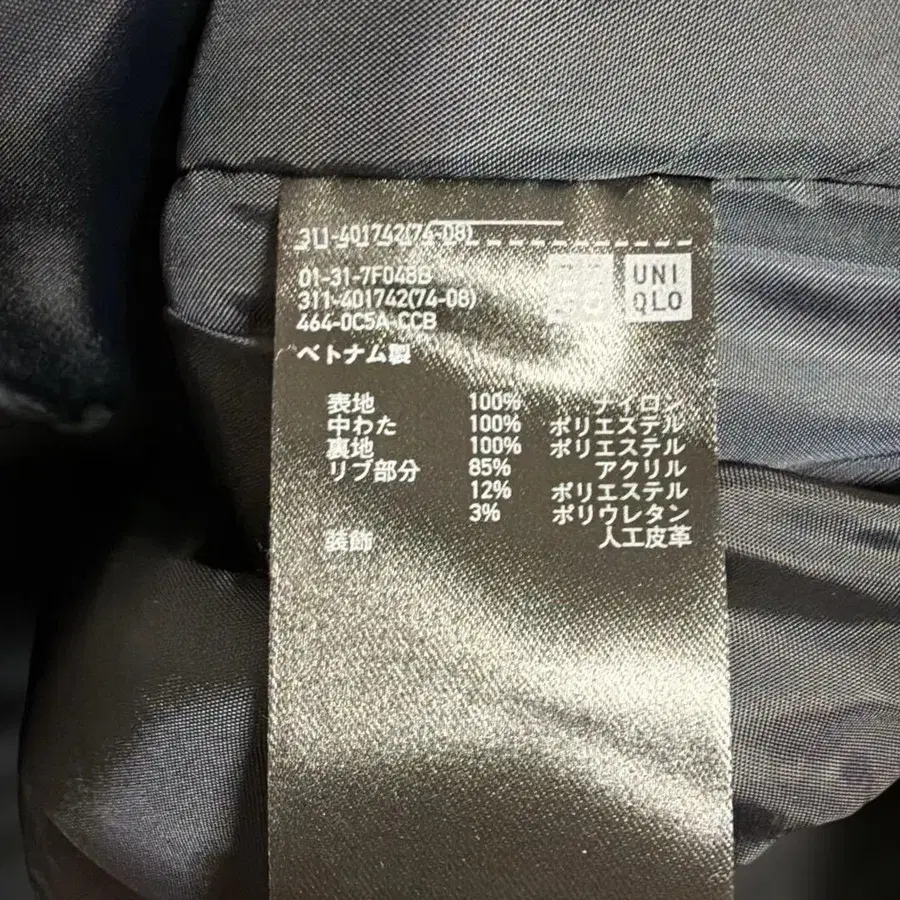 311-401742(74-08)
01-31-7F048B
311-401742(74-08)
464-0C5A-CCB
UNI
QLO
ベトナム製
表地 100% ナイロン
中わた 100% ポリエステル
裏地 100% ポリエステル
リブ部分 85% アクリル
12% ポリエステル
3% ポリウレタン
装飾 人工皮革